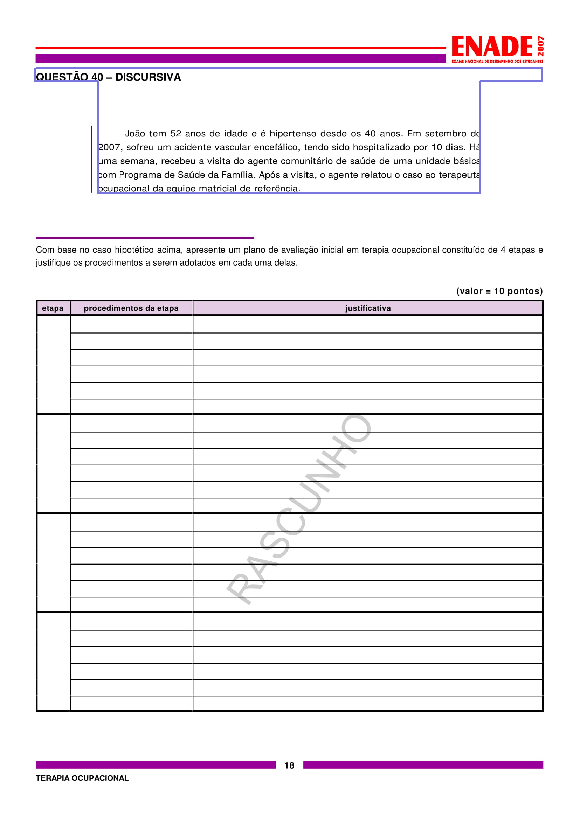 ENADE 2007
EXAME NACIONAL DE DESEMPENHO DOS ESTUDANTES
QUESTÃO 40 – DISCURSIVA
João tem 52 anos de idade e é hipertenso desde os 40 anos. Em setembro de
2007, sofreu um acidente vascular encefálico, tendo sido hospitalizado por 10 dias. Há
uma semana, recebeu a visita do agente comunitário de saúde de uma unidade básica
com Programa de Saúde da Família. Após a visita, o agente relatou o caso ao terapeuta
ocupacional da equipe matricial de referência.
Com base no caso hipotético acima, apresente um plano de avaliação inicial em terapia ocupacional constituído de 4 etapas e
justifique os procedimentos a serem adotados em cada uma delas.
(valor = 10 pontos)
etapa procedimentos da etapa justificativa
RASCUNHO
18
TERAPIA OCUPACIONAL